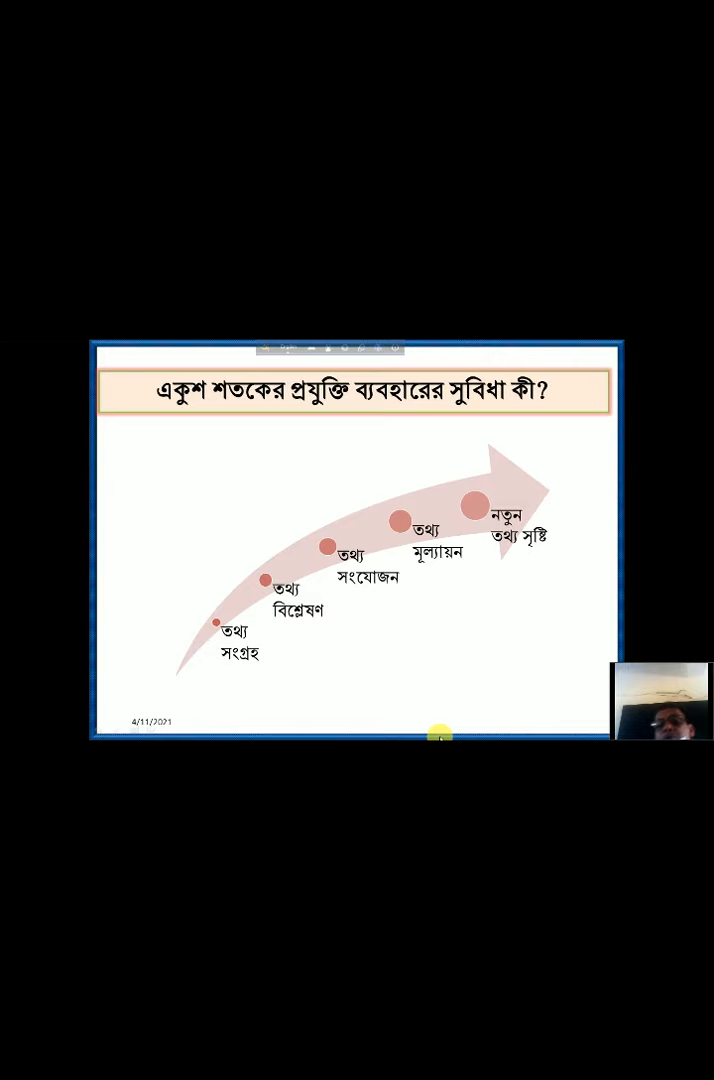 একুশ শতকের প্রযুক্তি ব্যবহারের সুবিধা কী?
নতুন
তথ্য সৃষ্টি
তথ্য
মূল্যায়ন
তথ্য
সংযোজন
তথ্য
বিশ্লেষণ
তথ্য
সংগ্রহ
4/11/2021